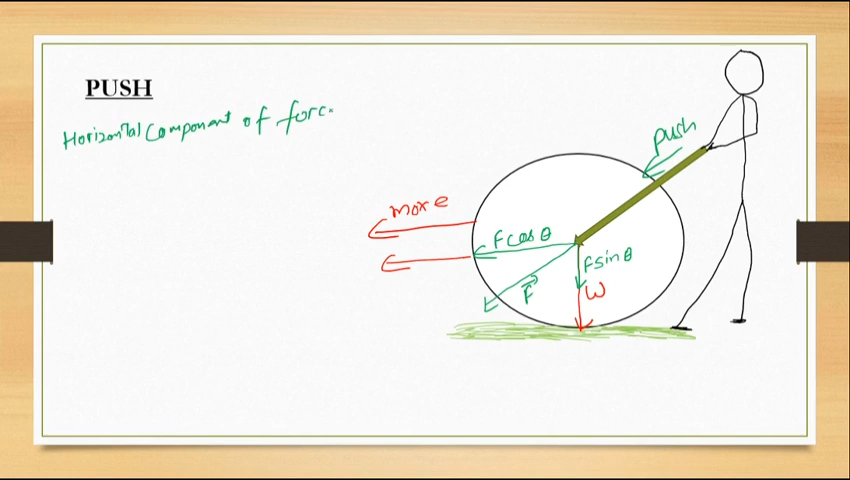 PUSH
Horizontal Component of forc
push
more
F cos θ
F sin θ
F
W